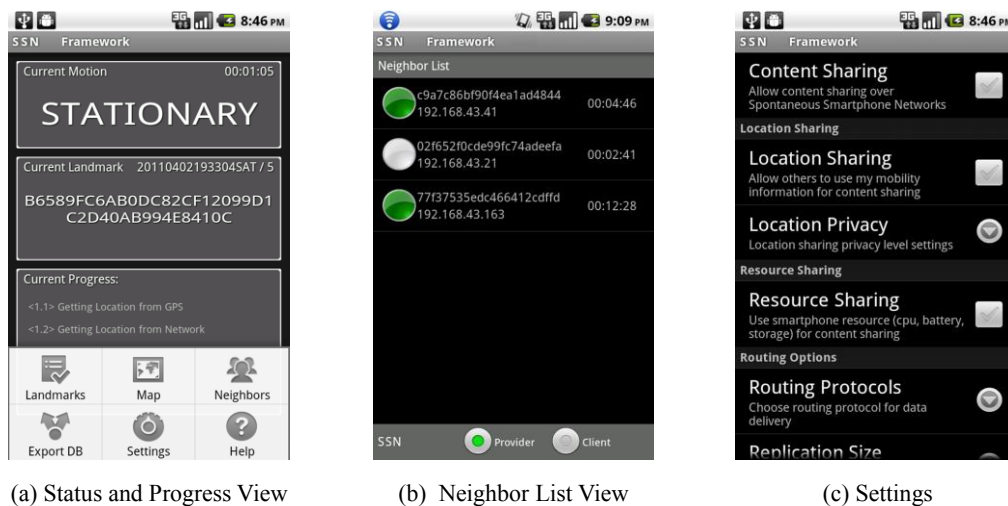 3G 8:46 PM
SSN Framework
Current Motion 00:01:05
STATIONARY
Current Landmark 20110402193304SAT / 5
B6589FC6AB0DC82CF12099D1
C2D40AB994E8410C
Current Progress:
<1.1> Getting Location from GPS
<1.2> Getting Location from Network
Landmarks Map Neighbors
Export DB Settings Help
(a) Status and Progress View
3G 9:09 PM
SSN Framework
Neighbor List
c9a7c86bf90f4ea1ad4844
192.168.43.41 00:04:46
02f652f0cde99fc74adeefa
192.168.43.21 00:02:41
77f37535edc466412cdffd
192.168.43.163 00:12:28
SSN Provider Client
(b) Neighbor List View
3G 8:46 PM
SSN Framework
Content Sharing
Allow content sharing over
Spontaneous Smartphone Networks
Location Sharing
Location Sharing
Allow others to use my mobility
information for content sharing
Location Privacy
Location sharing privacy level settings
Resource Sharing
Resource Sharing
Use smartphone resource (cpu, battery,
storage) for content sharing
Routing Options
Routing Protocols
Choose routing protocol for data
delivery
Replication Size
(c) Settings